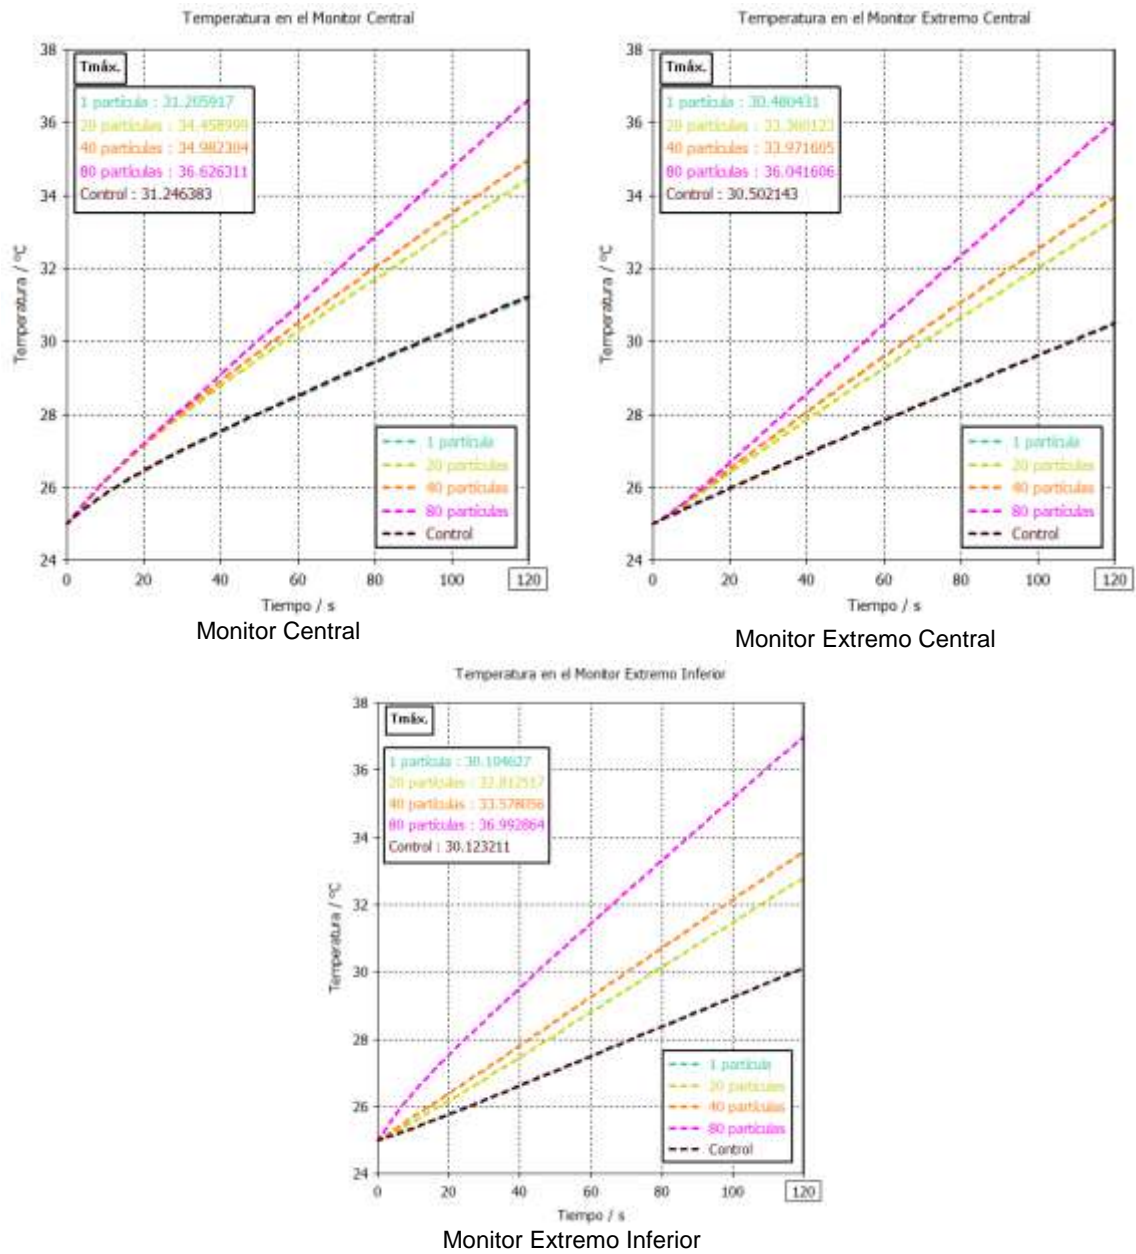 Temperatura en el Monitor Central
Tmáx.
1 partícula : 31.205917
20 partículas : 34.458999
40 partículas : 34.982304
80 partículas : 36.626311
Control : 31.246383
Temperatura / ºC
38
36
34
32
30
28
26
24
1 partícula
20 partículas
40 partículas
80 partículas
Control
0 20 40 60 80 100 120
Tiempo / s
Monitor Central
Temperatura en el Monitor Extremo Central
Tmáx.
1 partícula : 30.480431
20 partículas : 33.360123
40 partículas : 33.971605
80 partículas : 36.041606
Control : 30.502143
Temperatura / ºC
38
36
34
32
30
28
26
24
1 partícula
20 partículas
40 partículas
80 partículas
Control
0 20 40 60 80 100 120
Tiempo / s
Monitor Extremo Central
Temperatura en el Monitor Extremo Inferior
Tmáx.
1 partícula : 30.104627
20 partículas : 32.812517
40 partículas : 33.578056
80 partículas : 36.992864
Control : 30.123211
Temperatura / ºC
38
36
34
32
30
28
26
24
1 partícula
20 partículas
40 partículas
80 partículas
Control
0 20 40 60 80 100 120
Tiempo / s
Monitor Extremo Inferior